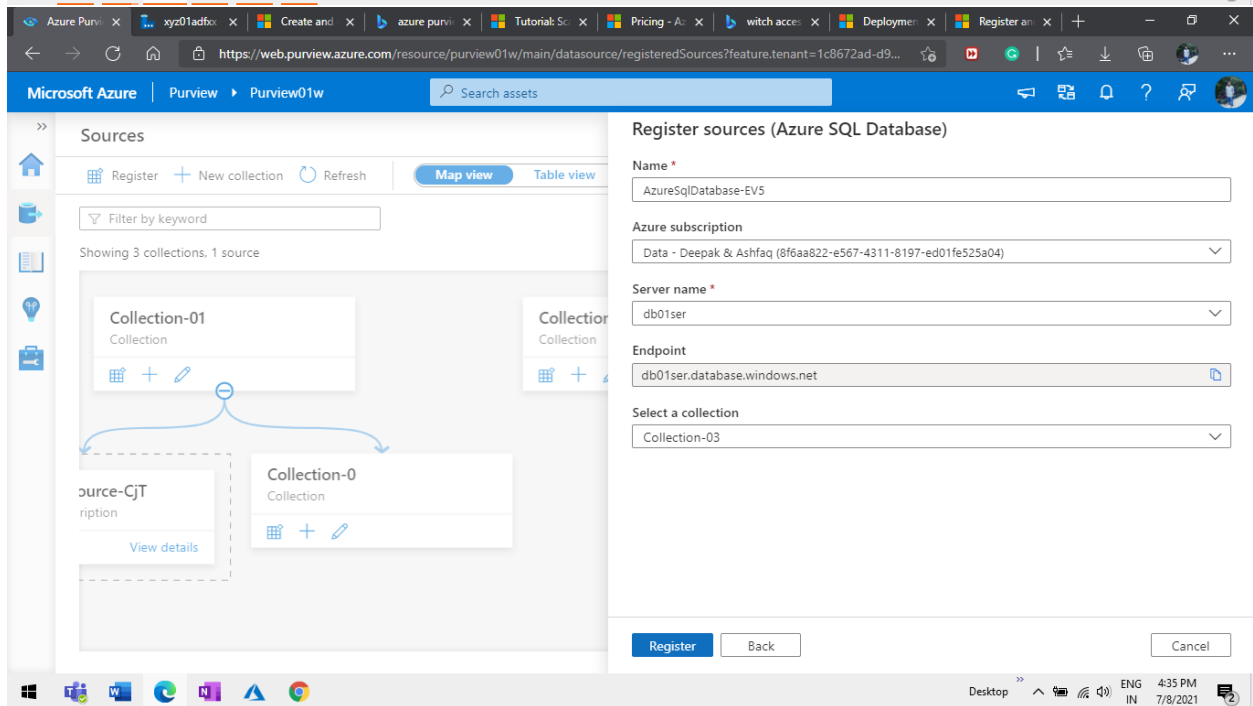 Azure Purvi
xyz01adfxx
Create and
azure purvi
Tutorial: Sc
Pricing - Az
witch acces
Deploymen
Register an
https://web.purview.azure.com/resource/purview01w/main/datasource/registeredSources?feature.tenant=1c8672ad-d9...
Microsoft Azure
Purview
Purview01w
Search assets
Sources
Register
New collection
Refresh
Map view
Table view
Filter by keyword
Showing 3 collections, 1 source
Collection-01
Collection
Collection
Collection
ource-CjT
ription
View details
Collection-0
Collection
Register sources (Azure SQL Database)
Name *
AzureSqlDatabase-EV5
Azure subscription
Data - Deepak & Ashfaq (8f6aa822-e567-4311-8197-ed01fe525a04)
Server name *
db01ser
Endpoint
db01ser.database.windows.net
Select a collection
Collection-03
Register
Back
Cancel
Desktop
ENG
IN
4:35 PM
7/8/2021
2